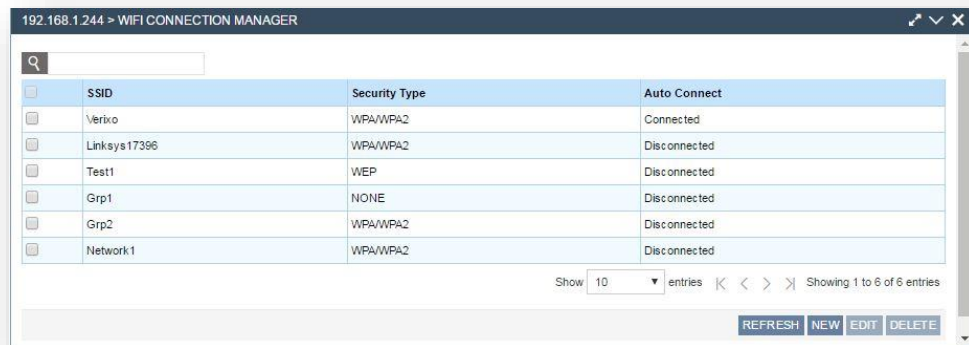 192.168.1.244 > WIFI CONNECTION MANAGER
SSID Security Type Auto Connect
Verixo WPA/WPA2 Connected
Linksys17396 WPA/WPA2 Disconnected
Test1 WEP Disconnected
Grp1 NONE Disconnected
Grp2 WPA/WPA2 Disconnected
Network1 WPA/WPA2 Disconnected
Show 10 entries Showing 1 to 6 of 6 entries
REFRESH NEW EDIT DELETE